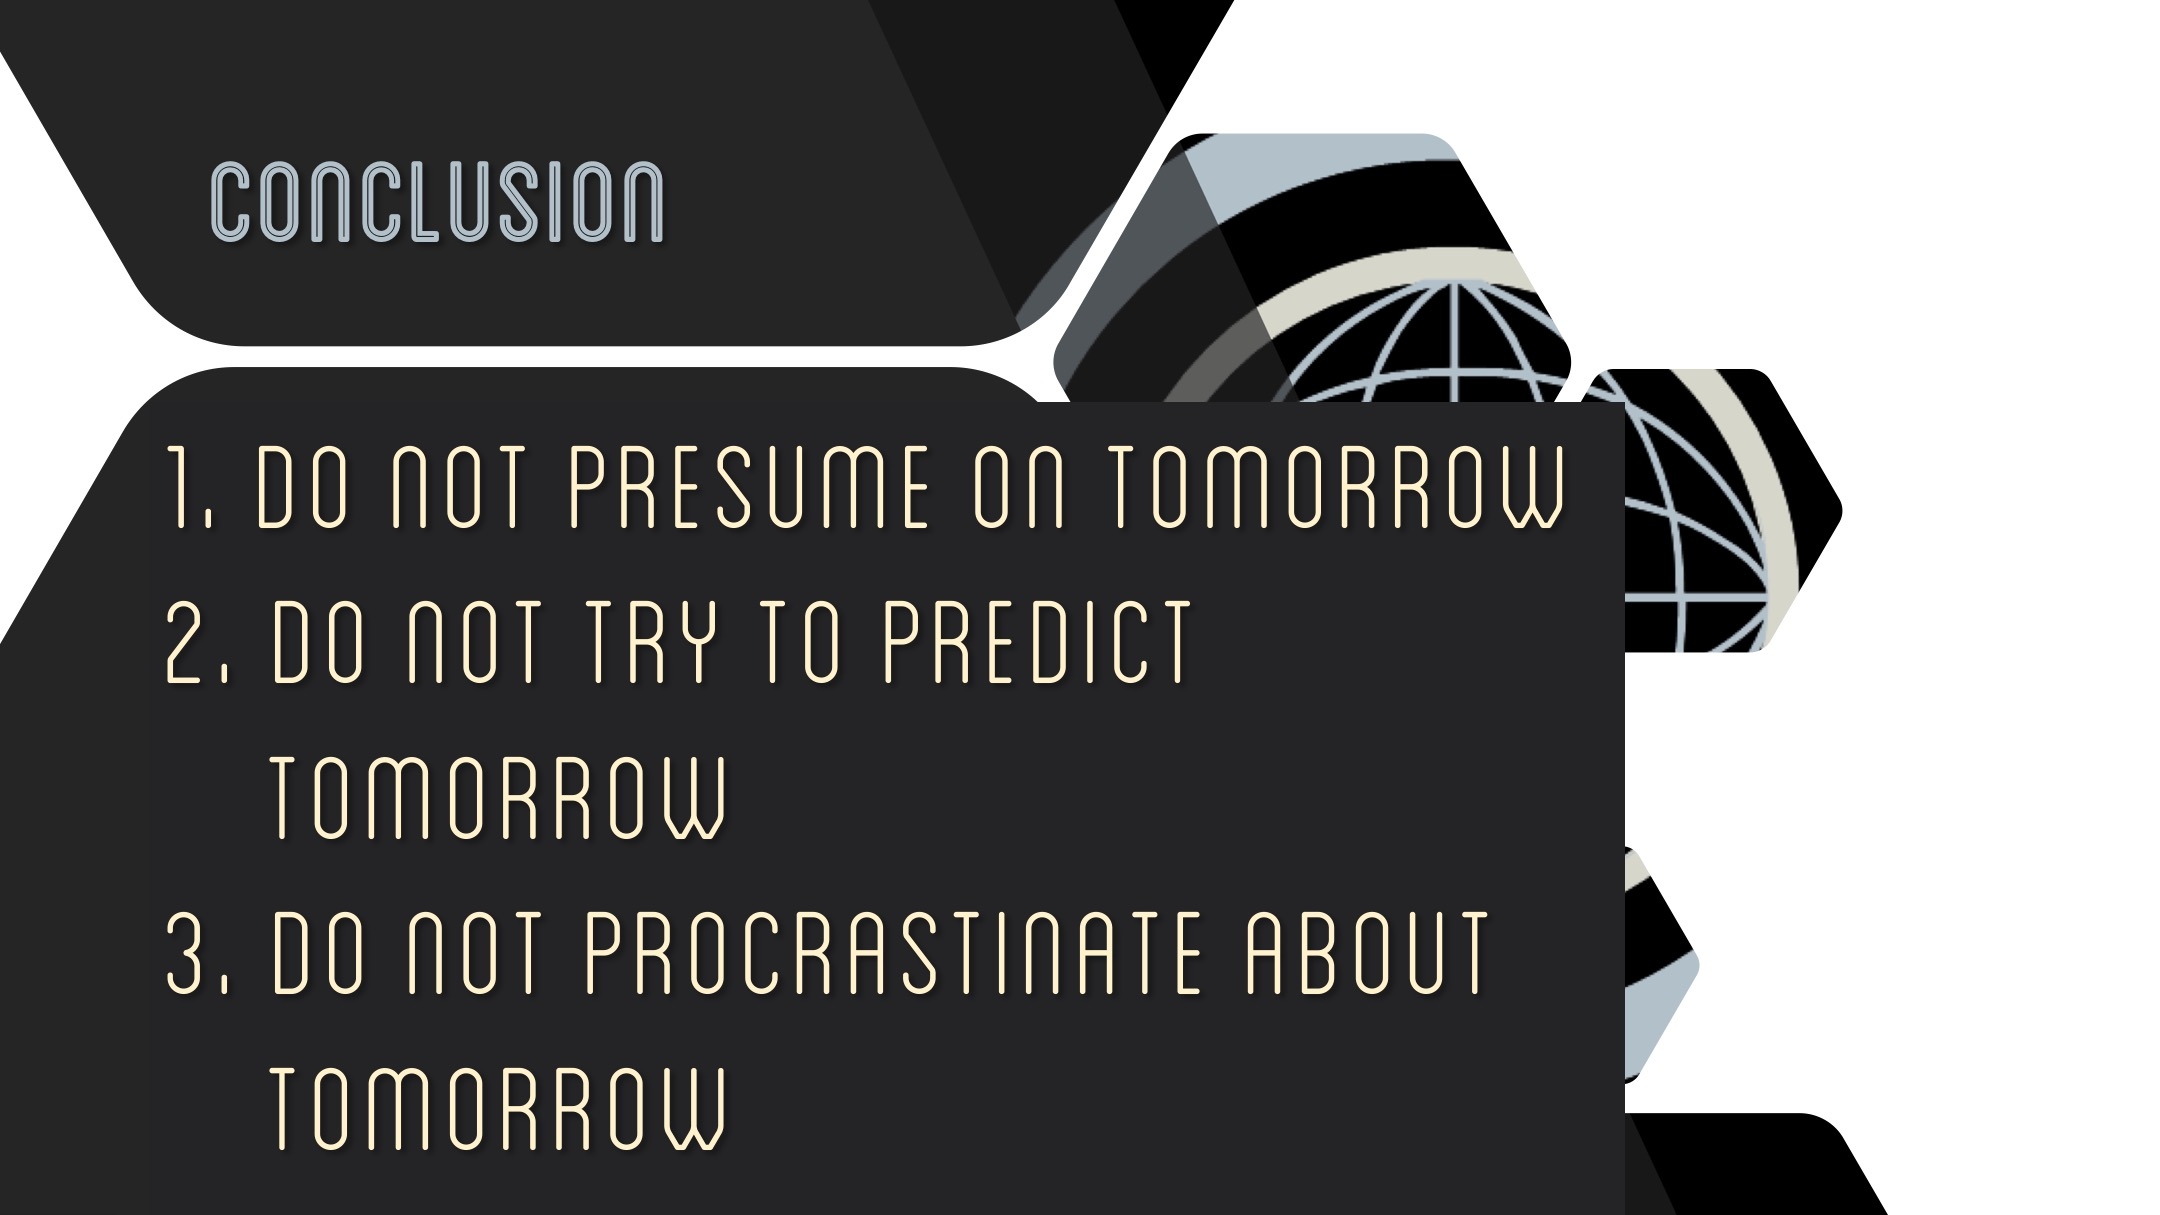 CONCLUSION
1. DO NOT PRESUME ON TOMORROW
2. DO NOT TRY TO PREDICT
TOMORROW
3. DO NOT PROCRASTINATE ABOUT
TOMORROW